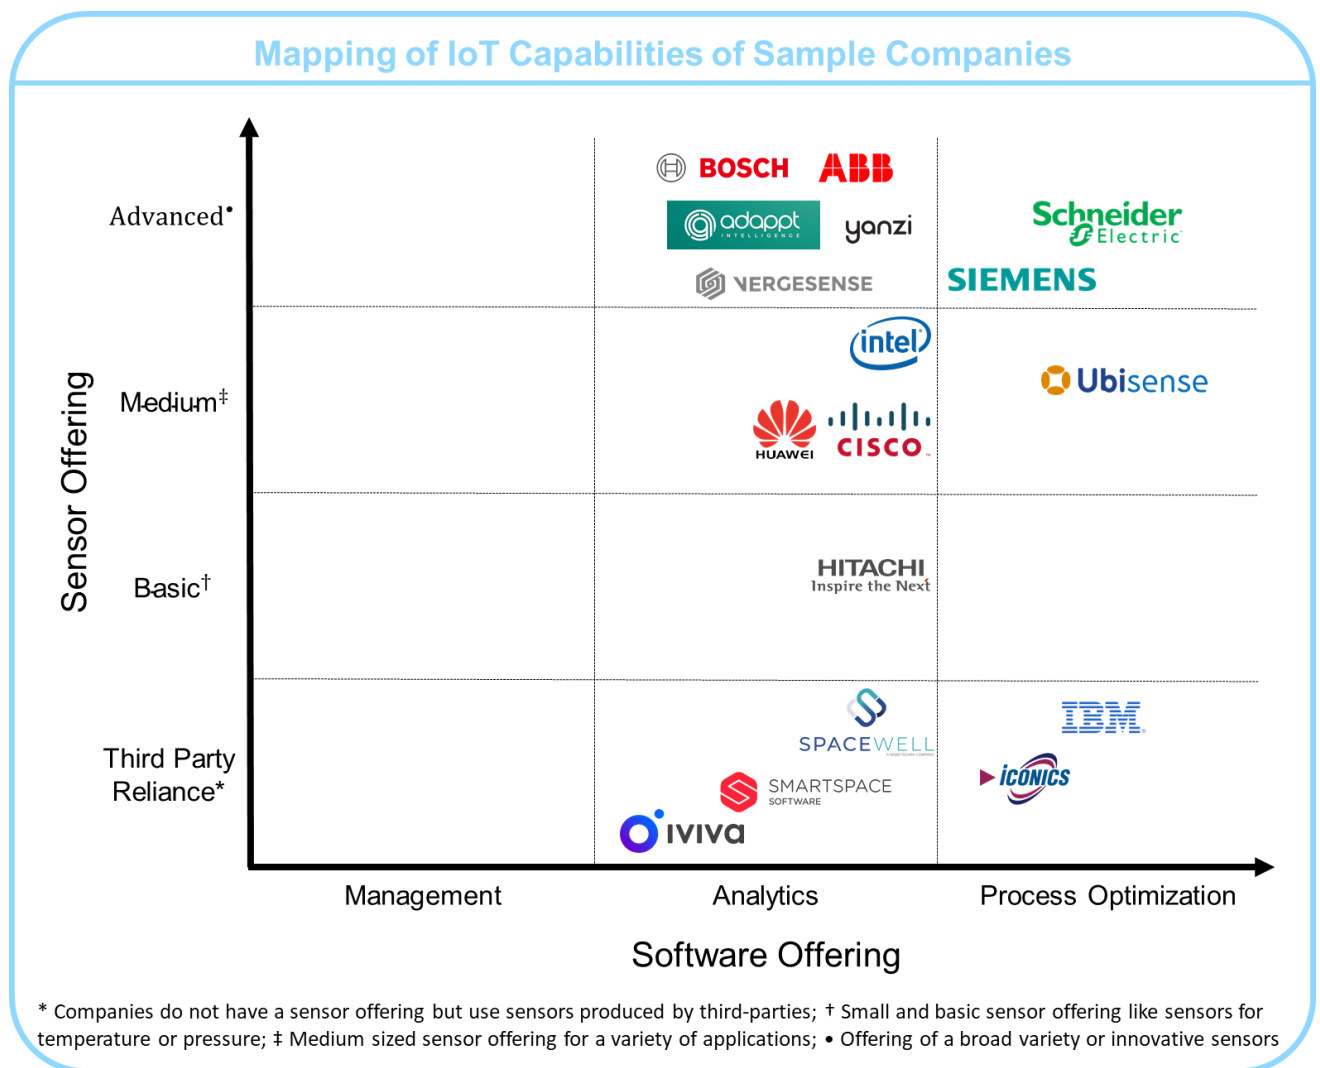 Mapping of IoT Capabilities of Sample Companies
BOSCH
ABB
Advanced•
adappt
INTELLIGENCE
yanzi
Schneider
Electric
VERGESENSE
SIEMENS
intel
Ubisense
Medium‡
HUAWEI
CISCO
Sensor Offering
HITACHI
Inspire the Next
Basic†
SPACEWELL
IBM
Third Party
Reliance*
SMARTSPACE
SOFTWARE
ICONICS
iviva
Management
Analytics
Process Optimization
Software Offering
* Companies do not have a sensor offering but use sensors produced by third-parties; † Small and basic sensor offering like sensors for
temperature or pressure; ‡ Medium sized sensor offering for a variety of applications; • Offering of a broad variety or innovative sensors